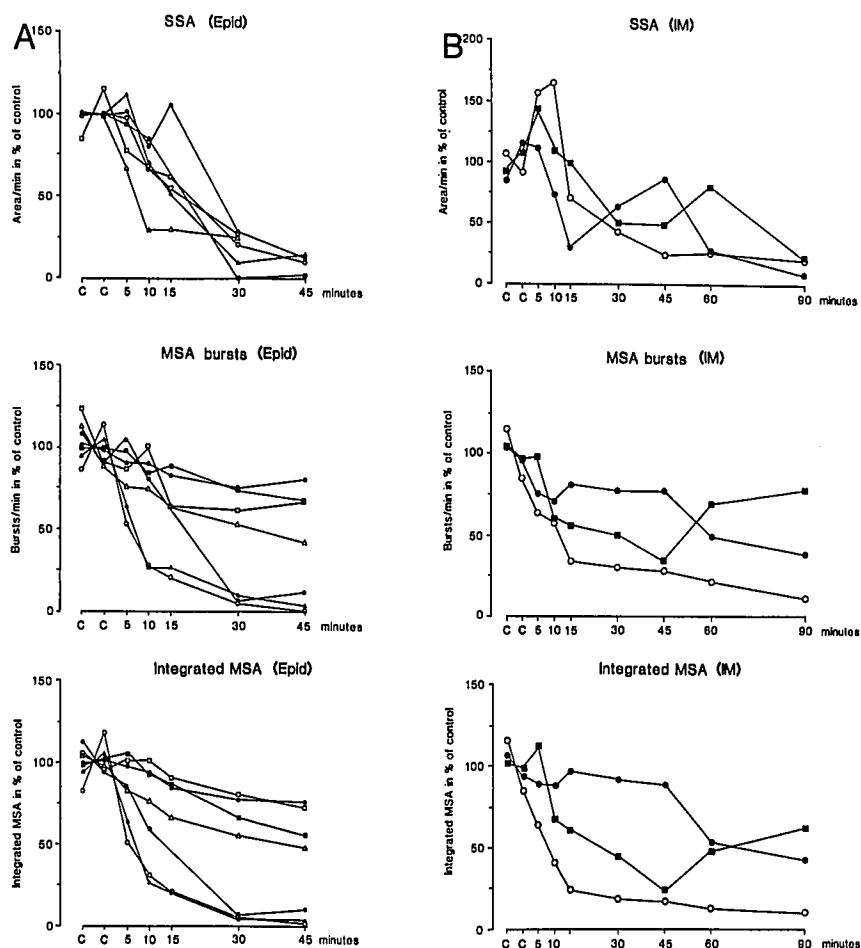 A
SSA (Epid)
Area/min in % of control
150
100
50
0
C C 5 10 15 30 45 minutes
MSA bursts (Epid)
Bursts/min in % of control
150
100
50
0
C C 5 10 15 30 45 minutes
Integrated MSA (Epid)
Integrated MSA in % of control
150
100
50
0
C C 5 10 15 30 45 minutes
B
SSA (IM)
Area/min in % of control
200
150
100
50
0
C C 5 10 15 30 45 60 90 minutes
MSA bursts (IM)
Bursts/min in % of control
150
100
50
0
C C 5 10 15 30 45 60 90 minutes
Integrated MSA (IM)
Integrated MSA in % of control
150
100
50
0
C C 5 10 15 30 45 60 90 minutes